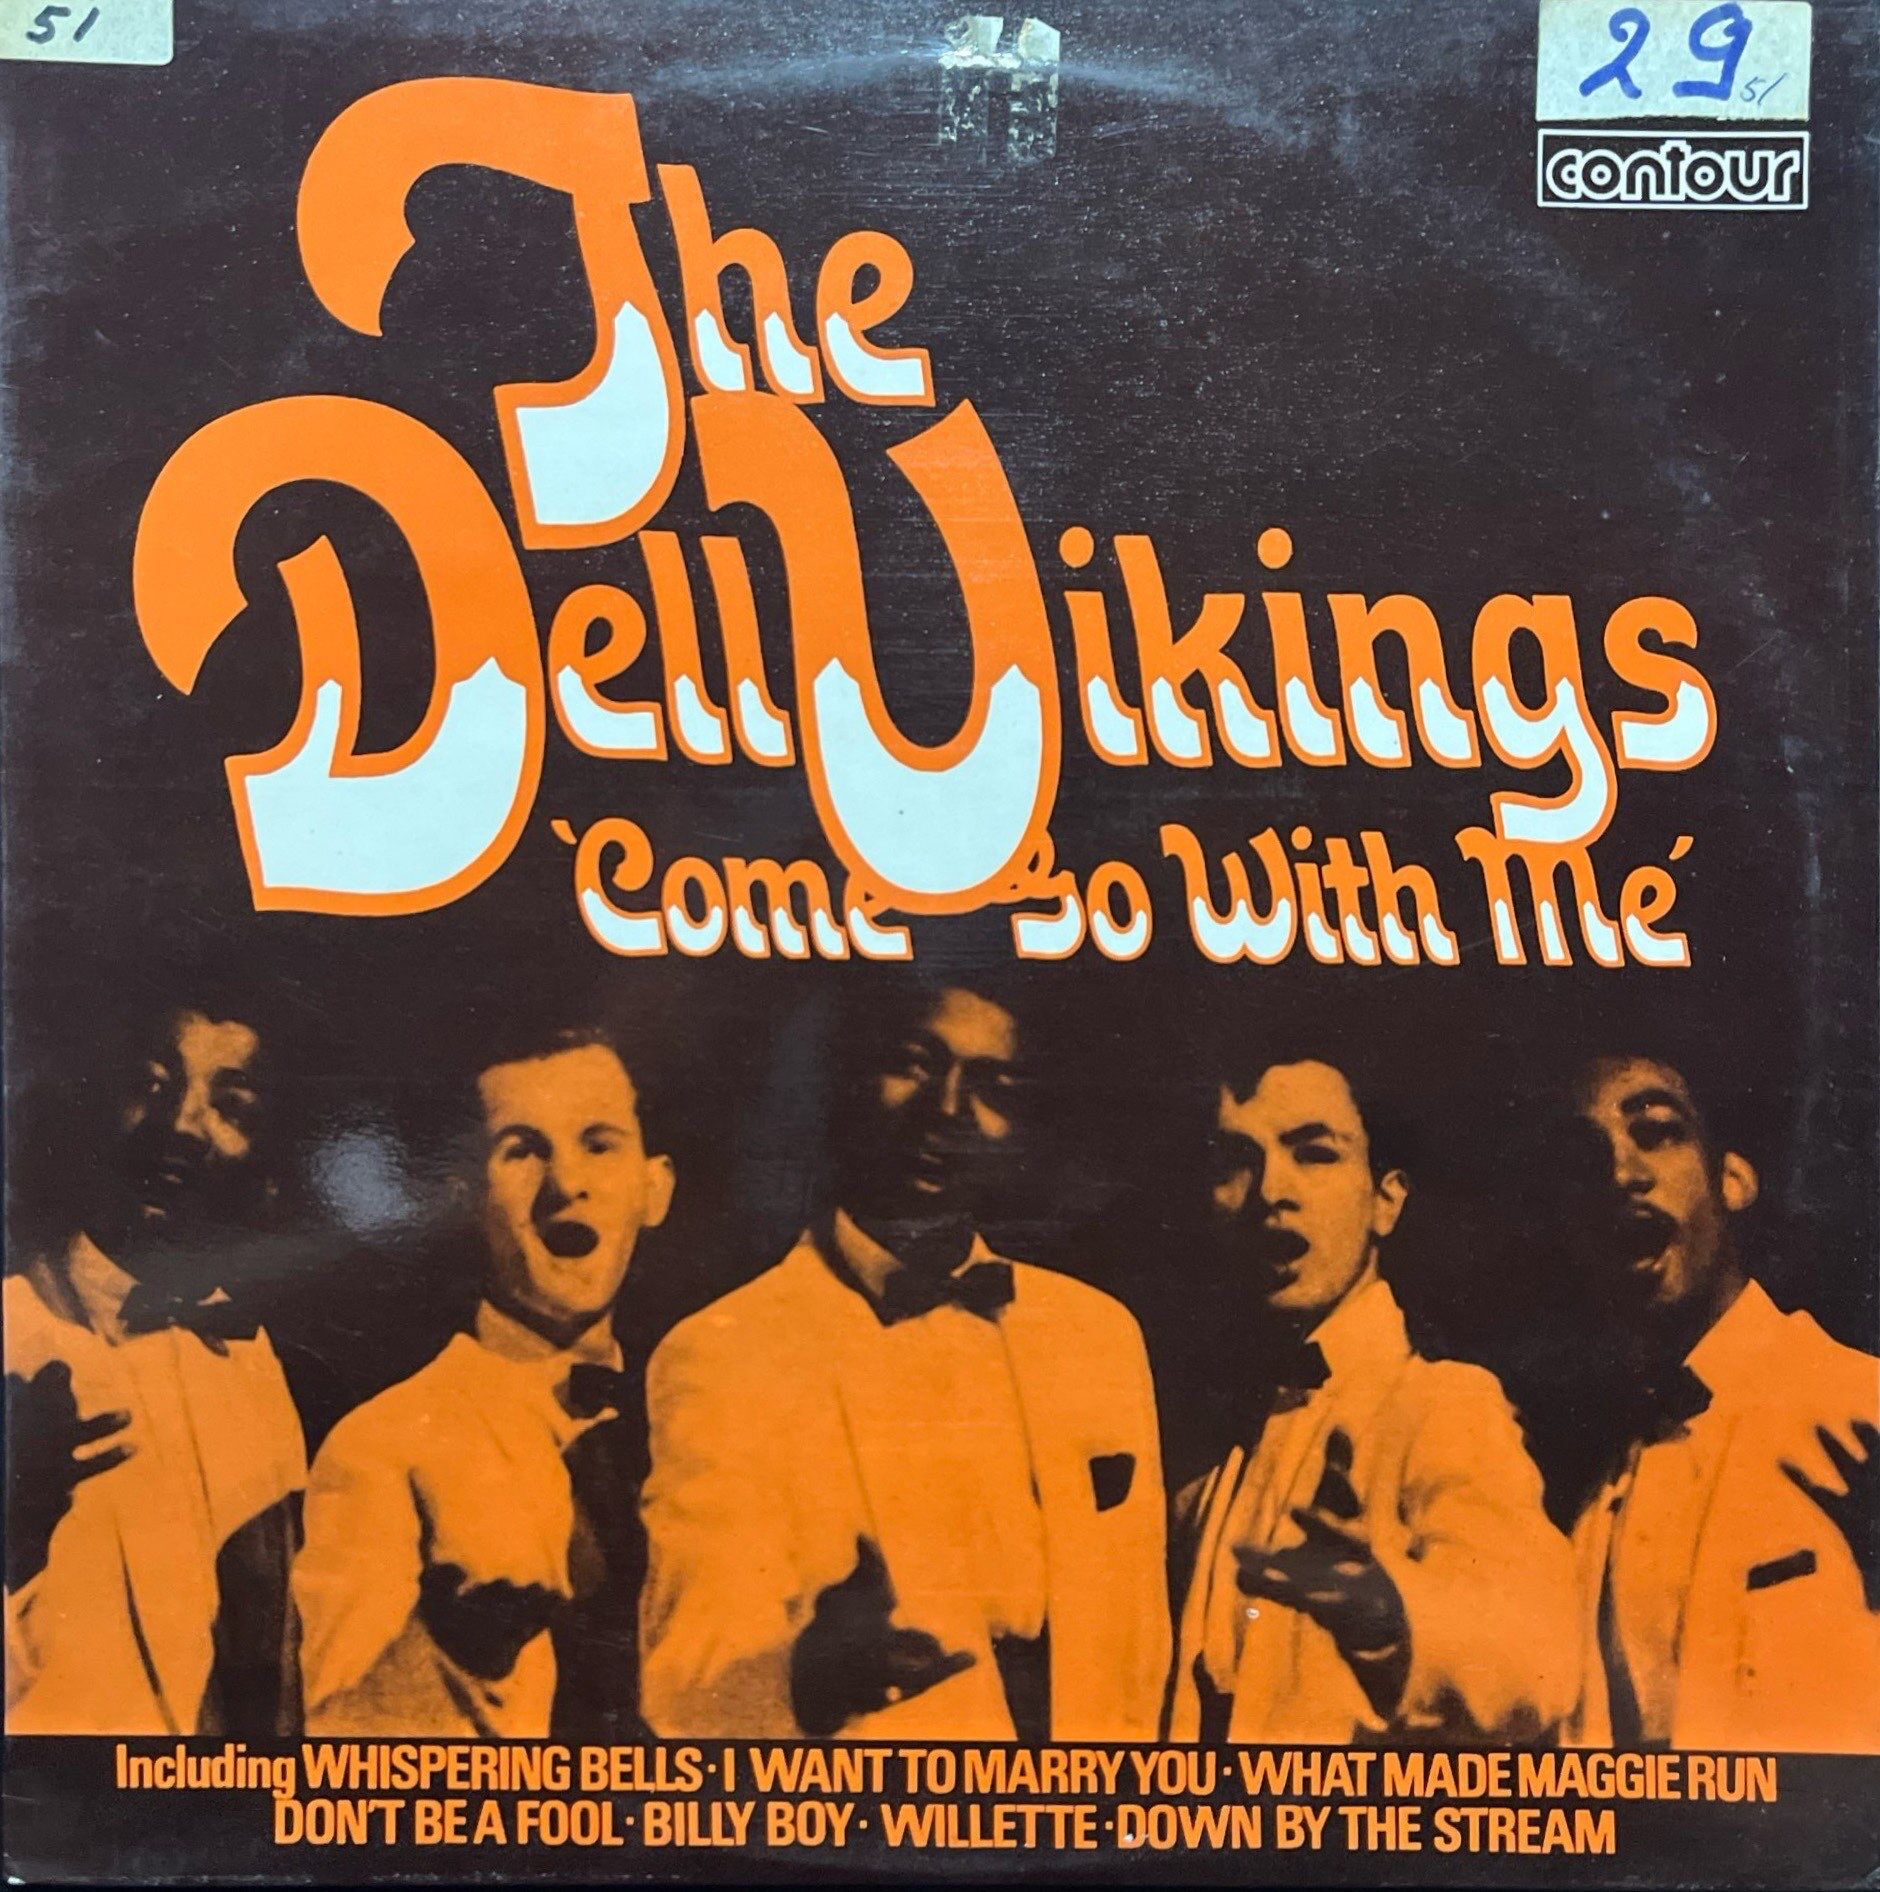 51
29
51
contour
The
Dell Vikings
'Come Go With Me'
Including WHISPERING BELLS · I WANT TO MARRY YOU · WHAT MADE MAGGIE RUN
DON'T BE A FOOL · BILLY BOY · WILLETTE · DOWN BY THE STREAM